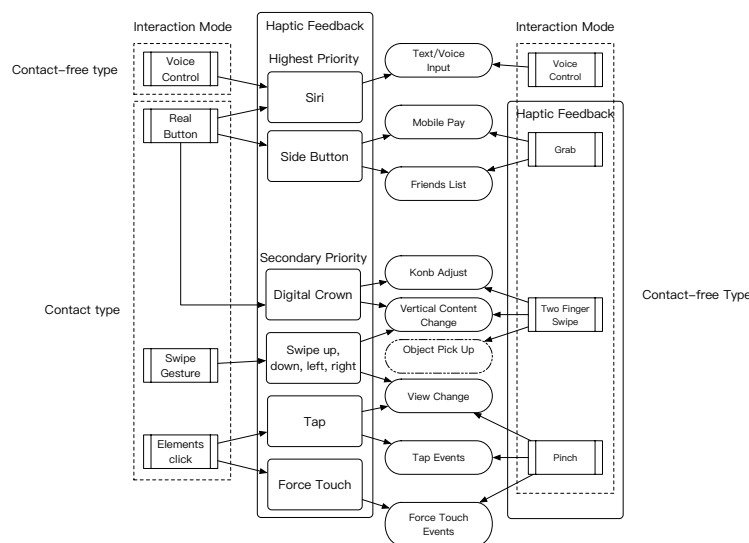 Interaction Mode
Haptic Feedback
Interaction Mode
Highest Priority
Contact-free type
Voice
Control
Siri
Text/Voice
Input
Voice
Control
Real
Button
Side Button
Mobile Pay
Friends List
Haptic Feedback
Grab
Secondary Priority
Contact type
Digital Crown
Konb Adjust
Vertical Content
Change
Two Finger
Swipe
Contact-free Type
Swipe
Gesture
Swipe up,
down, left, right
Object Pick Up
View Change
Elements
click
Tap
Tap Events
Pinch
Force Touch
Force Touch
Events